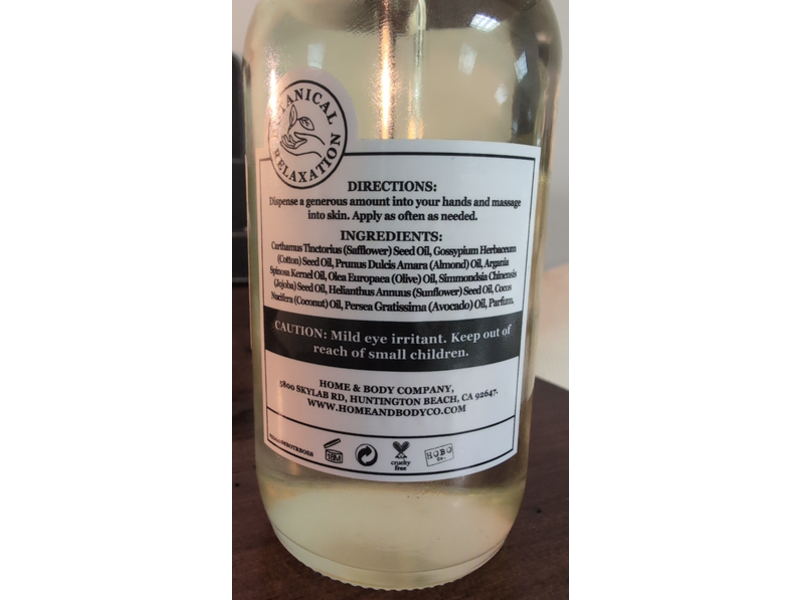 BOTANICAL
RELAXATION
DIRECTIONS:
Dispense a generous amount into your hands and massage
into skin. Apply as often as needed.
INGREDIENTS:
Carthamus Tinctorius (Safflower) Seed Oil, Gossypium Herbaceum
(Cotton) Seed Oil, Prunus Dulcis Amara (Almond) Oil, Argania
Spinosa Kernel Oil, Olea Europaea (Olive) Oil, Simmondsia Chinensis
(Jojoba) Seed Oil, Helianthus Annuus (Sunflower) Seed Oil, Cocos
Nucifera (Coconut) Oil, Persea Gratissima (Avocado) Oil, Parfum.
CAUTION: Mild eye irritant. Keep out of
reach of small children.
HOME & BODY COMPANY,
5800 SKYLAB RD, HUNTINGTON BEACH, CA 92647.
WWW.HOMEANDBODYCO.COM
18M
cruelty
free
HOBO
Co.